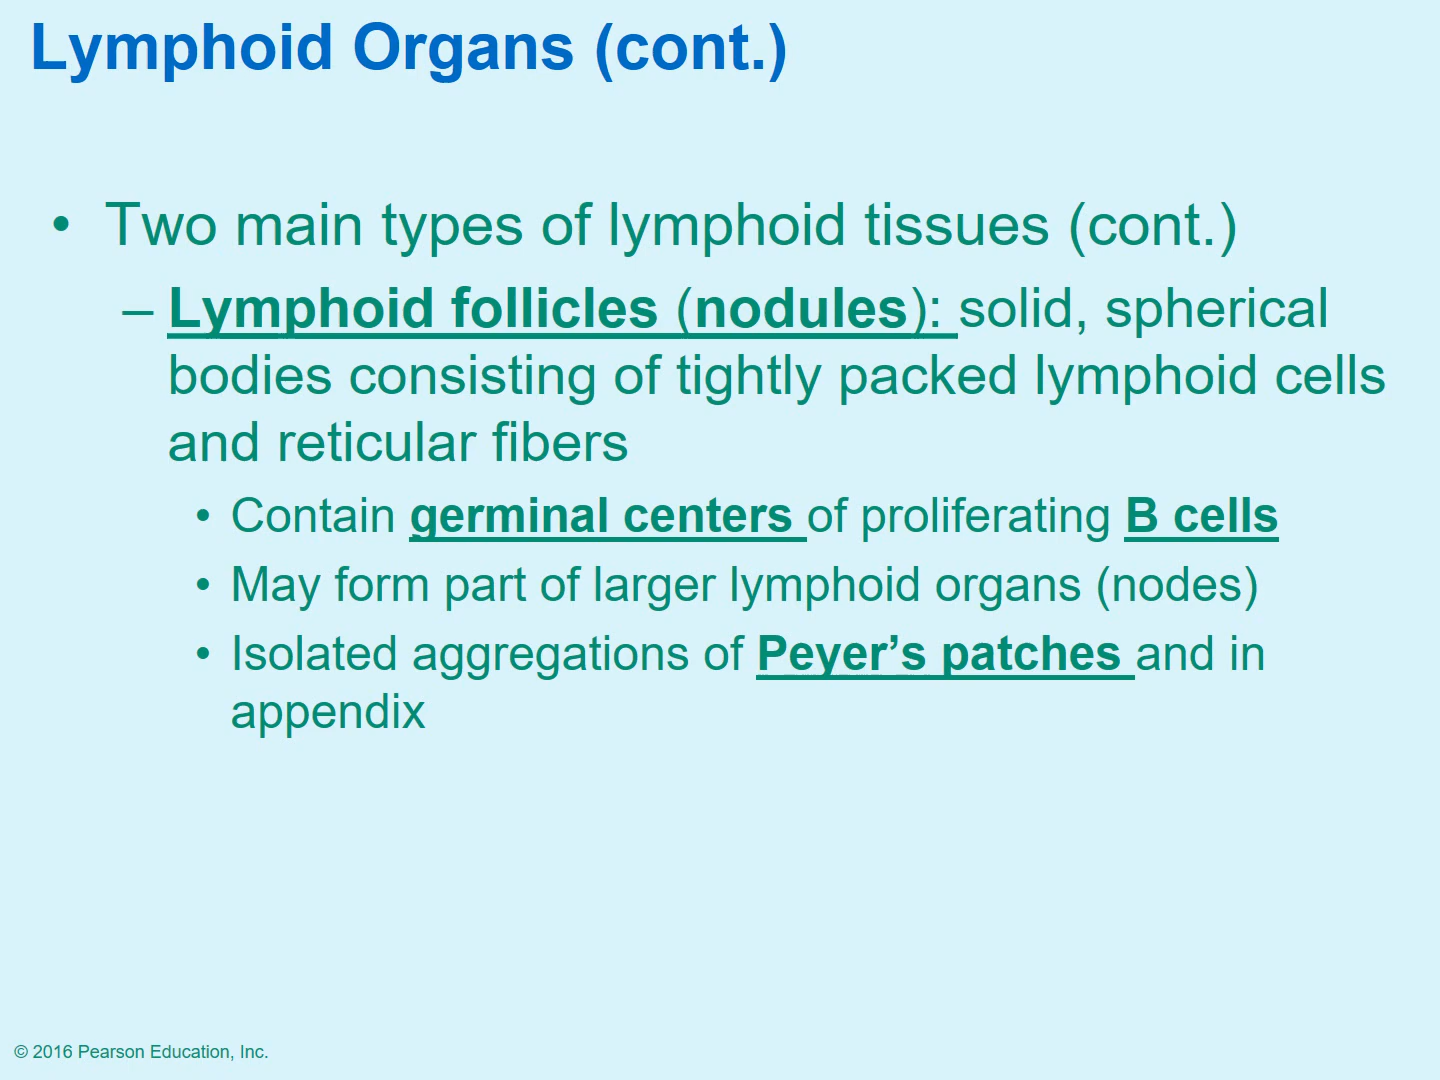 Lymphoid Organs (cont.)
• Two main types of lymphoid tissues (cont.)
– Lymphoid follicles (nodules): solid, spherical
bodies consisting of tightly packed lymphoid cells
and reticular fibers
• Contain germinal centers of proliferating B cells
• May form part of larger lymphoid organs (nodes)
• Isolated aggregations of Peyer’s patches and in
appendix
© 2016 Pearson Education, Inc.